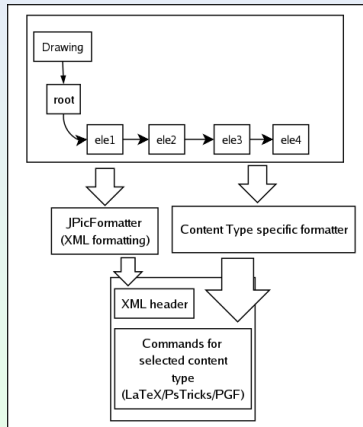 Drawing
root
ele1
ele2
ele3
ele4
JPicFormatter
(XML formatting)
Content Type specific formatter
XML header
Commands for
selected content
type
(LaTeX/PsTricks/PGF)